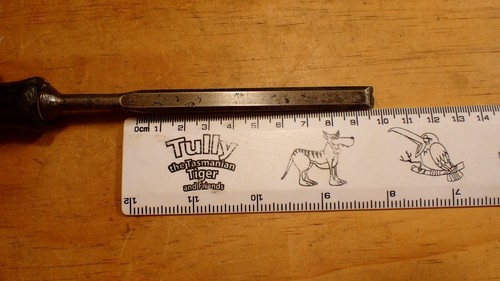 0cm 1 2 3 4 5 6 7 8 9 10 11 12 13 14
Tully
the Tasmanian
Tiger
and Friends
12 11 10 9 8 7